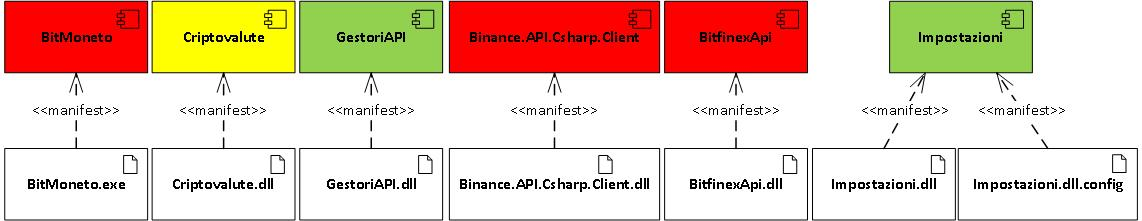 BitMoneto
Criptovalute
GestoriAPI
Binance.API.Csharp.Client
BitfinexApi
Impostazioni
<<manifest>>
<<manifest>>
<<manifest>>
<<manifest>>
<<manifest>>
<<manifest>>
<<manifest>>
BitMoneto.exe
Criptovalute.dll
GestoriAPI.dll
Binance.API.Csharp.Client.dll
BitfinexApi.dll
Impostazioni.dll
Impostazioni.dll.config